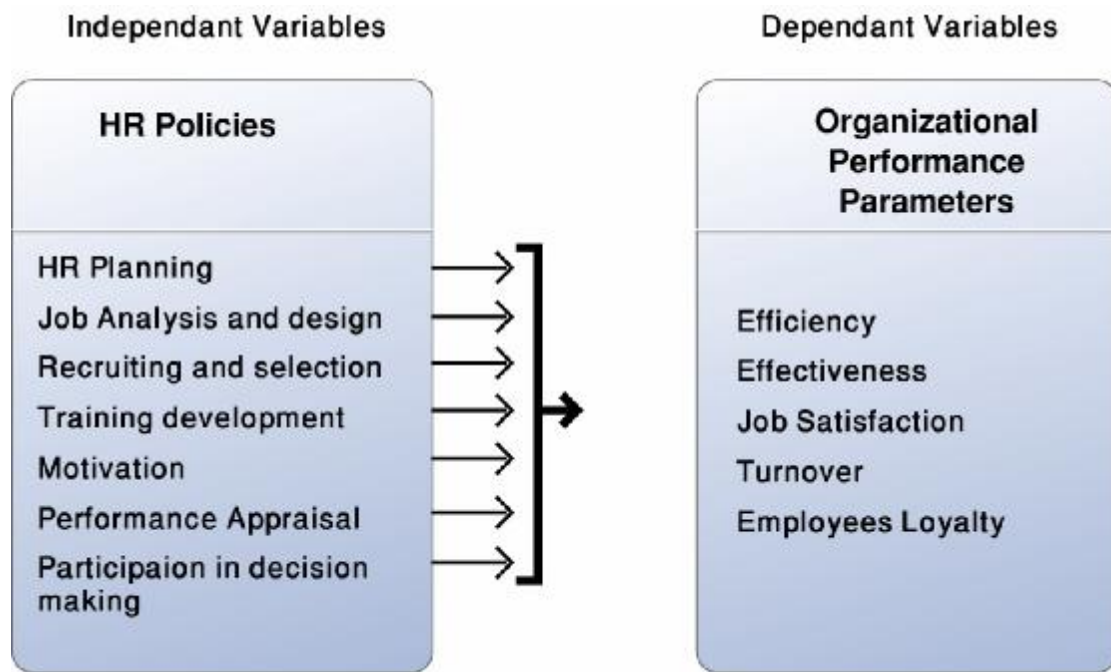 Independant Variables
Dependant Variables
HR Policies
Organizational
Performance
Parameters
HR Planning
Job Analysis and design
Recruiting and selection
Training development
Motivation
Performance Appraisal
Participaion in decision
making
Efficiency
Effectiveness
Job Satisfaction
Turnover
Employees Loyalty